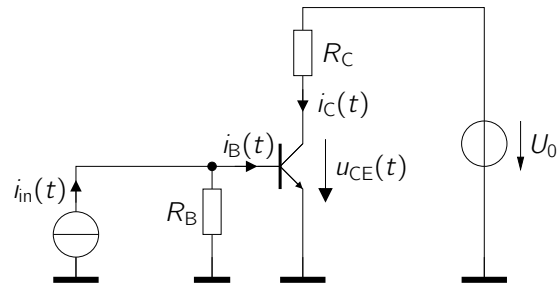 R_C
i_C(t)
i_B(t)
u_CE(t)
U_0
i_in(t)
R_B